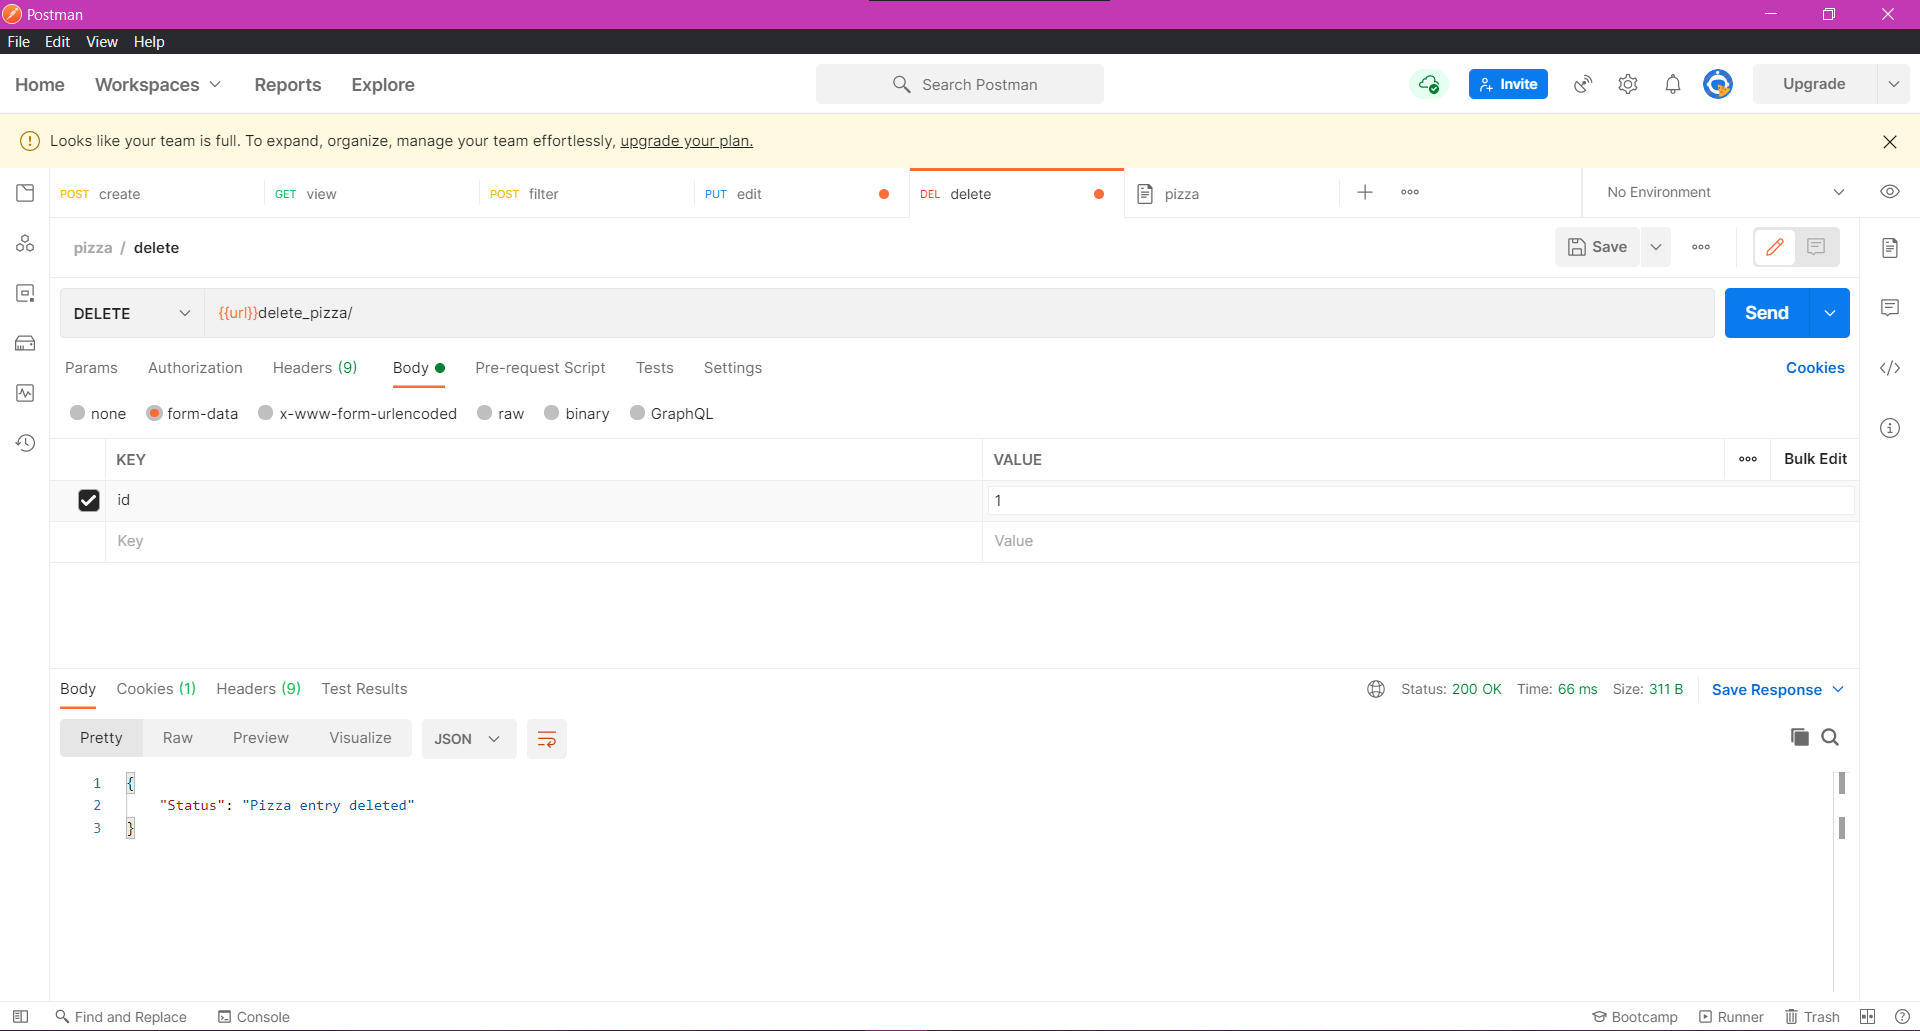 Postman
File Edit View Help
Home Workspaces Reports Explore Search Postman Invite Upgrade
Looks like your team is full. To expand, organize, manage your team effortlessly, upgrade your plan.
POST create GET view POST filter PUT edit DEL delete pizza No Environment
pizza / delete Save
DELETE {{url}}delete_pizza/ Send
Params Authorization Headers (9) Body Pre-request Script Tests Settings Cookies
none form-data x-www-form-urlencoded raw binary GraphQL
KEY VALUE Bulk Edit
id 1
Key Value
Body Cookies (1) Headers (9) Test Results Status: 200 OK Time: 66 ms Size: 311 B Save Response
Pretty Raw Preview Visualize JSON
1 {
2 "Status": "Pizza entry deleted"
3 }
Find and Replace Console Bootcamp Runner Trash